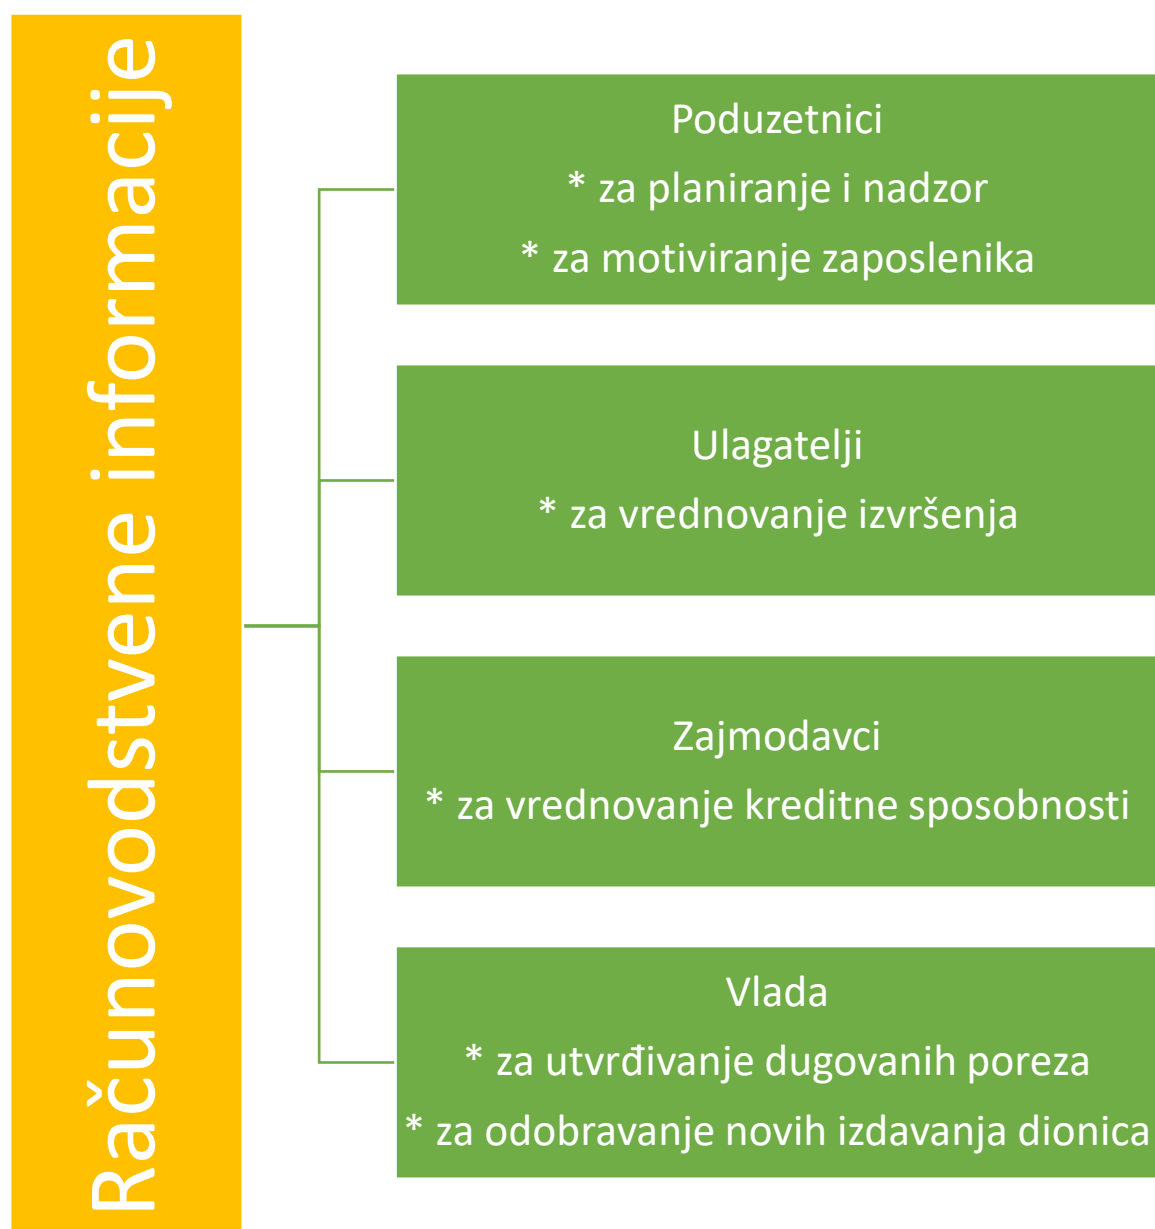 Računovodstvene informacije
Poduzetnici
* za planiranje i nadzor
* za motiviranje zaposlenika
Ulagatelji
* za vrednovanje izvršenja
Zajmodavci
* za vrednovanje kreditne sposobnosti
Vlada
* za utvrđivanje dugovanih poreza
* za odobravanje novih izdavanja dionica